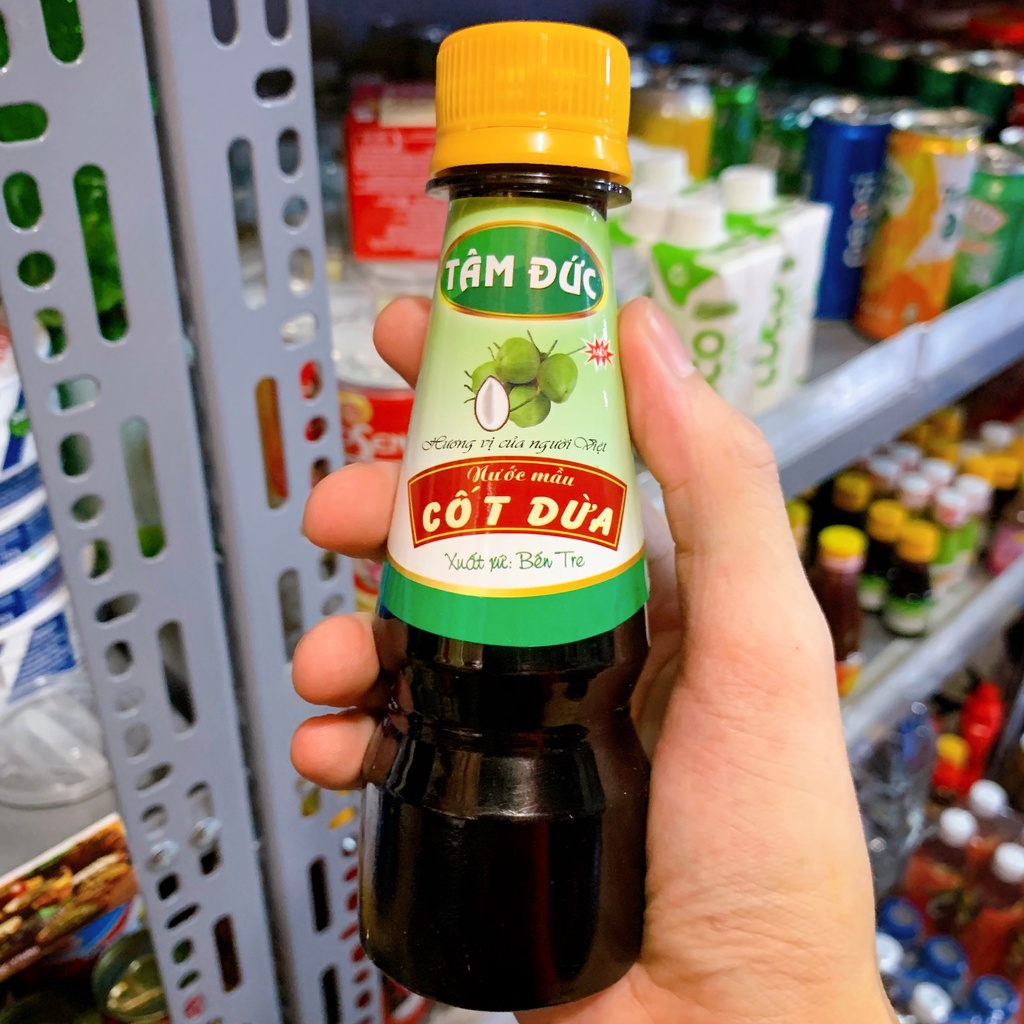 TÂM ĐỨC
Hương vị của người Việt
Nước mầu
CỐT DỪA
Xuất xứ: Bến Tre